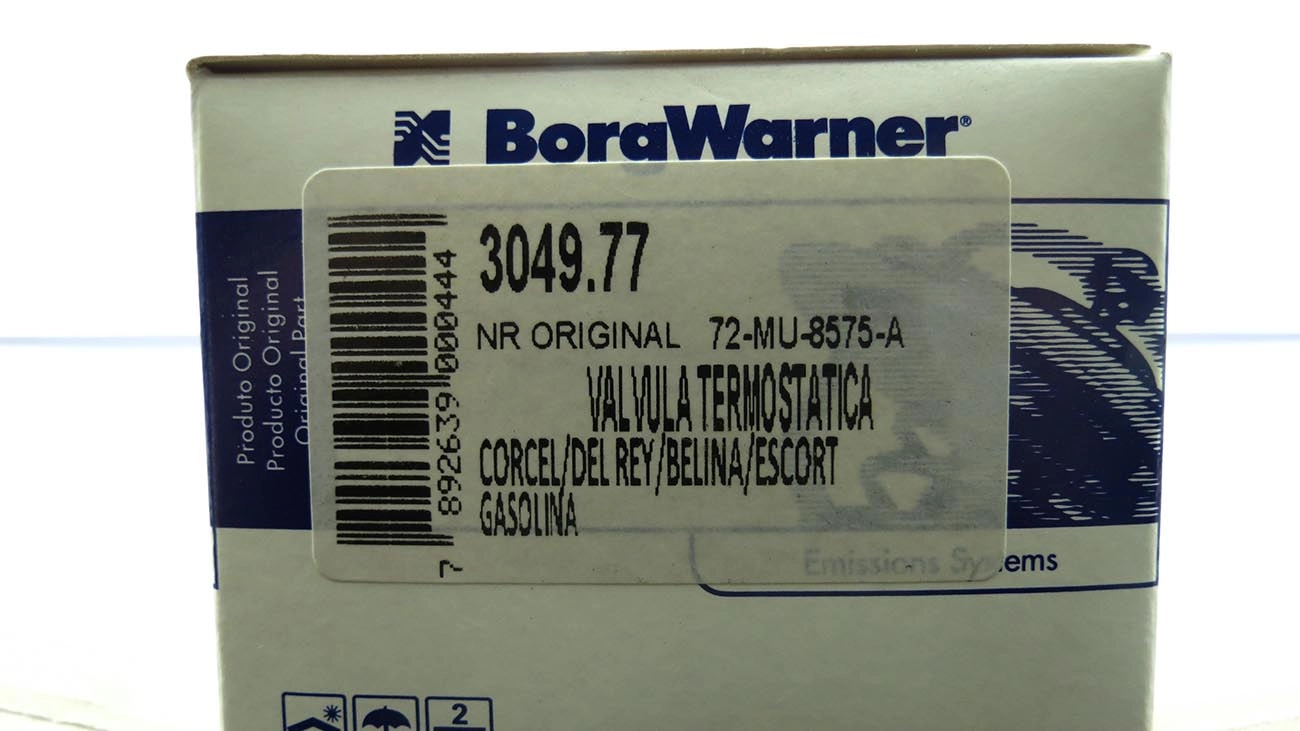 BorgWarner®
3049.77
NR ORIGINAL 72-MU-8575-A
VALVULA TERMOSTATICA
CORCEL/DEL REY/BELINA/ESCORT
GASOLINA
7 892639 000444
Produto Original
Producto Original
Original Part
Emissions Systems
2